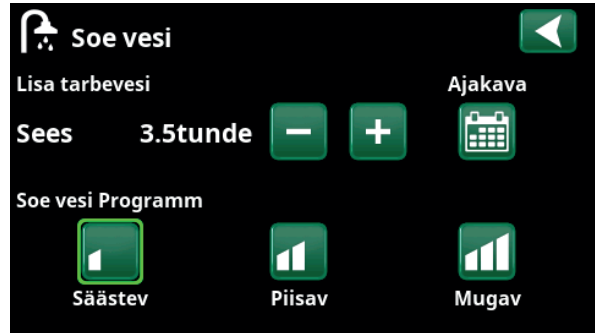 Soe vesi
Lisa tarbevesi
Ajakava
Sees 3.5tunde
Soe vesi Programm
Säästev Piisav Mugav